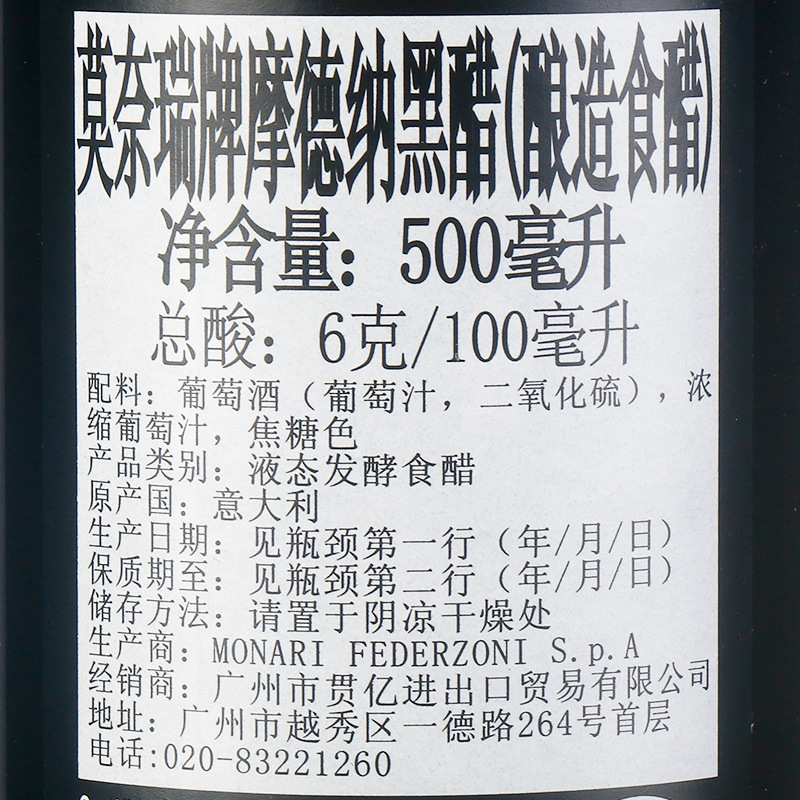 莫奈瑞牌摩德纳黑醋(酿造食醋)
净含量：500毫升
总酸：6克/100毫升
配料：葡萄酒（葡萄汁，二氧化硫），浓
缩葡萄汁，焦糖色
产品类别：液态发酵食醋
原产国：意大利
生产日期：见瓶颈第一行（年/月/日）
保质期至：见瓶颈第二行（年/月/日）
储存方法：请置于阴凉干燥处
生产商：MONARI FEDERZONI S.p.A
经销商：广州市贯亿进出口贸易有限公司
地址：广州市越秀区一德路264号首层
电话:020-83221260